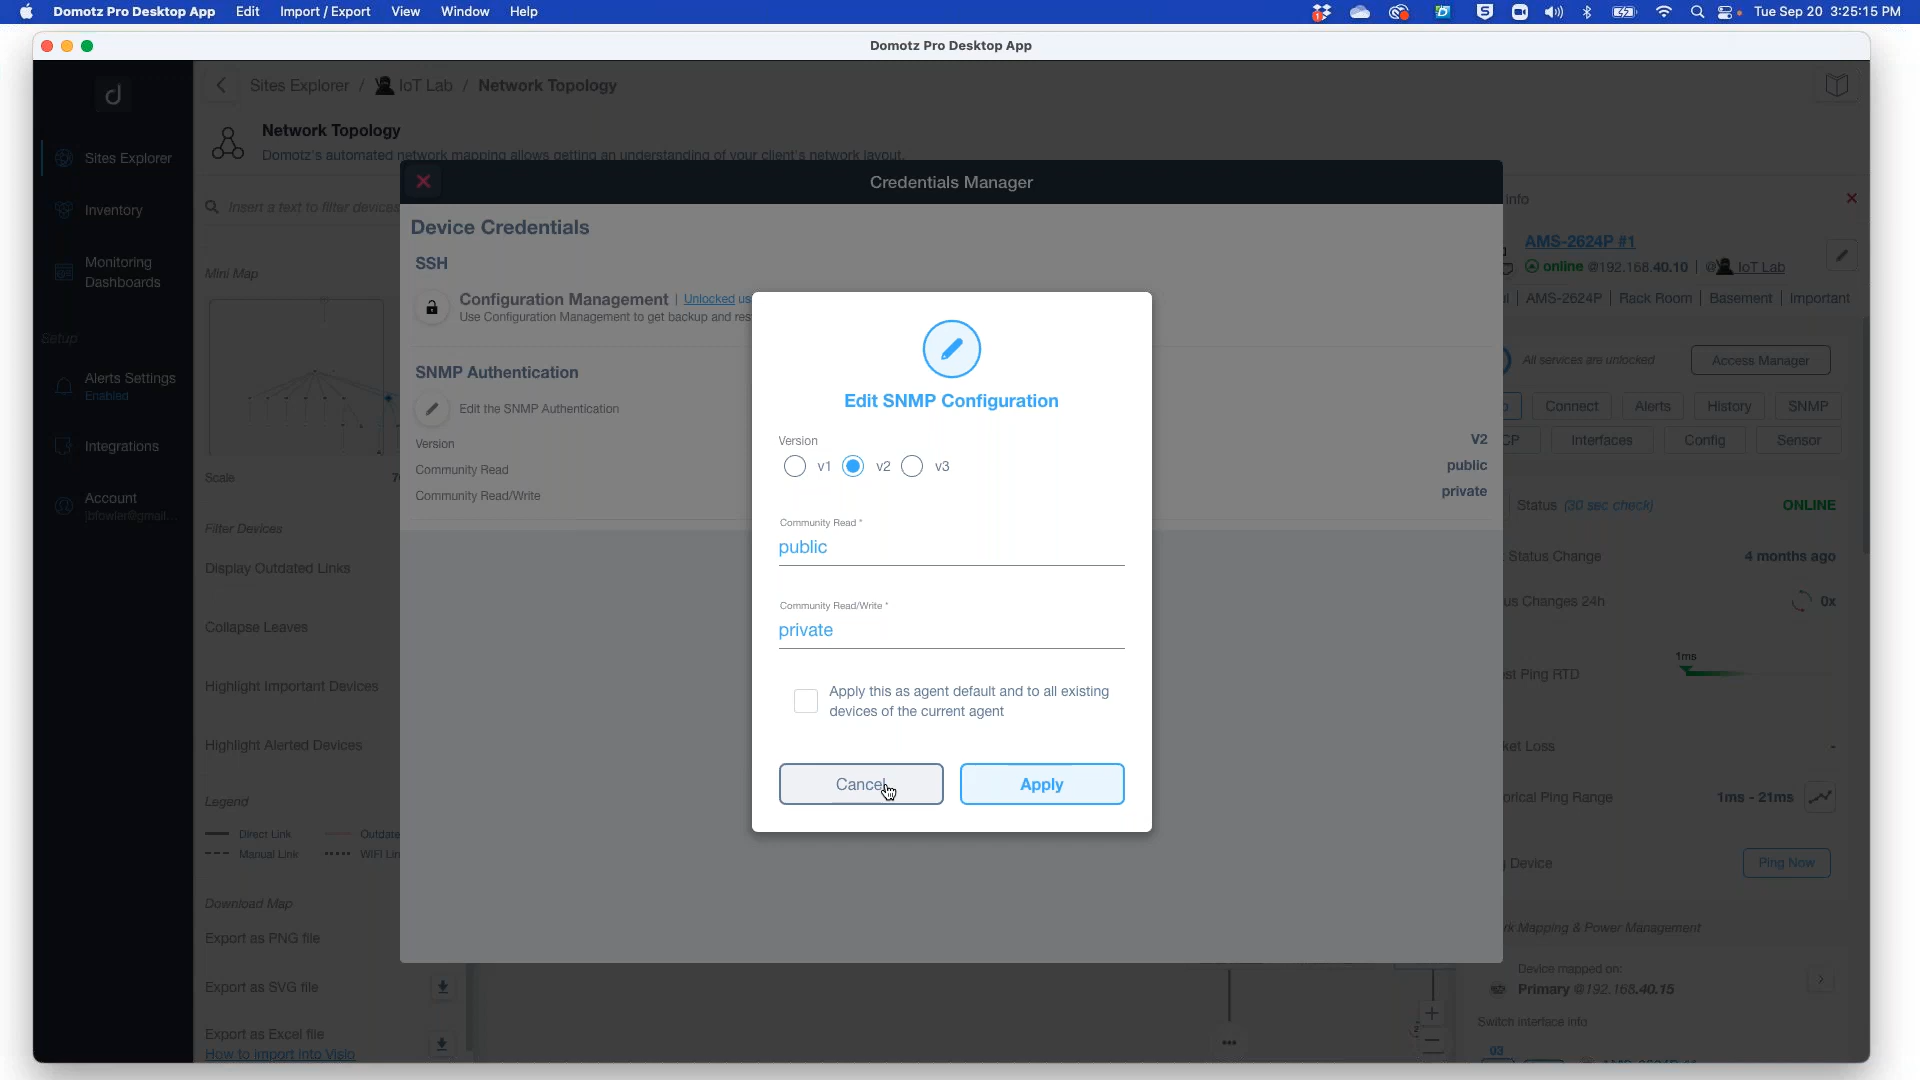 Domotz Pro Desktop App Edit Import / Export View Window Help
Tue Sep 20 3:25:15 PM
Domotz Pro Desktop App
Sites Explorer / IoT Lab / Network Topology
Network Topology
Domotz's automated network mapping allows getting an understanding of your client's network layout.
Sites Explorer
Inventory
Monitoring
Dashboards
Setup
Alerts Settings
Enabled
Integrations
Account
jbfowler@gmail...
Insert a text to filter devices
Mini Map
Scale
Filter Devices
Display Outdated Links
Collapse Leaves
Highlight Important Devices
Highlight Alerted Devices
Legend
Direct Link
Manual Link
WIFI
Download Map
Export as PNG file
Export as SVG file
Export as Excel file
How to import into Visio
Credentials Manager
Device Credentials
SSH
Configuration Management | Unlocked us
Use Configuration Management to get backup and res
SNMP Authentication
Edit the SNMP Authentication
Version V2
Community Read public
Community Read/Write private
Edit SNMP Configuration
Version
v1 v2 v3
Community Read *
public
Community Read/Write *
private
Apply this as agent default and to all existing
devices of the current agent
Cancel Apply
Info
AMS-2624P #1
online @192.168.40.10 | @ IoT Lab
AMS-2624P | Rack Room | Basement | Important
All services are unlocked Access Manager
Connect Alerts History SNMP
CP Interfaces Config Sensor
Status (30 sec check) ONLINE
Status Change 4 months ago
us Changes 24h 0x
1ms
st Ping RTD
ket Loss -
orical Ping Range 1ms - 21ms
Device Ping Now
rk Mapping & Power Management
Device mapped on:
Primary @192.168.40.15
Switch interface info
03